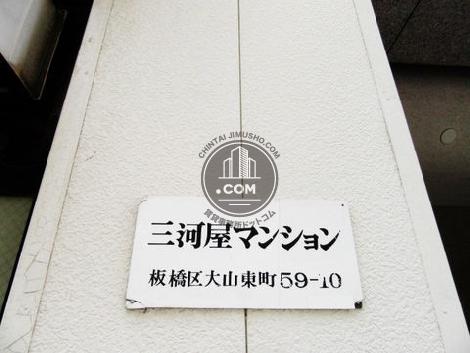 CHINTAI JIMUSHO.COM
.COM
賃貸事務所ドットコム
三河屋マンション
板橋区大山東町59-10